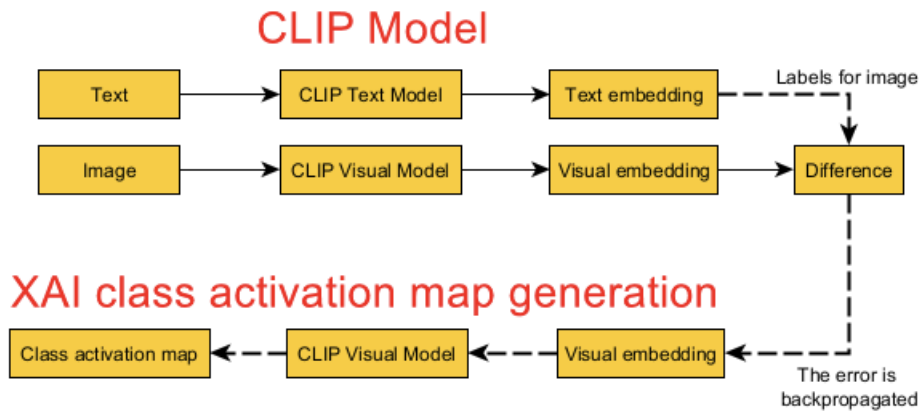 CLIP Model
Labels for image
Text
CLIP Text Model
Text embedding
Image
CLIP Visual Model
Visual embedding
Difference
XAI class activation map generation
Class activation map
CLIP Visual Model
Visual embedding
The error is
backpropagated